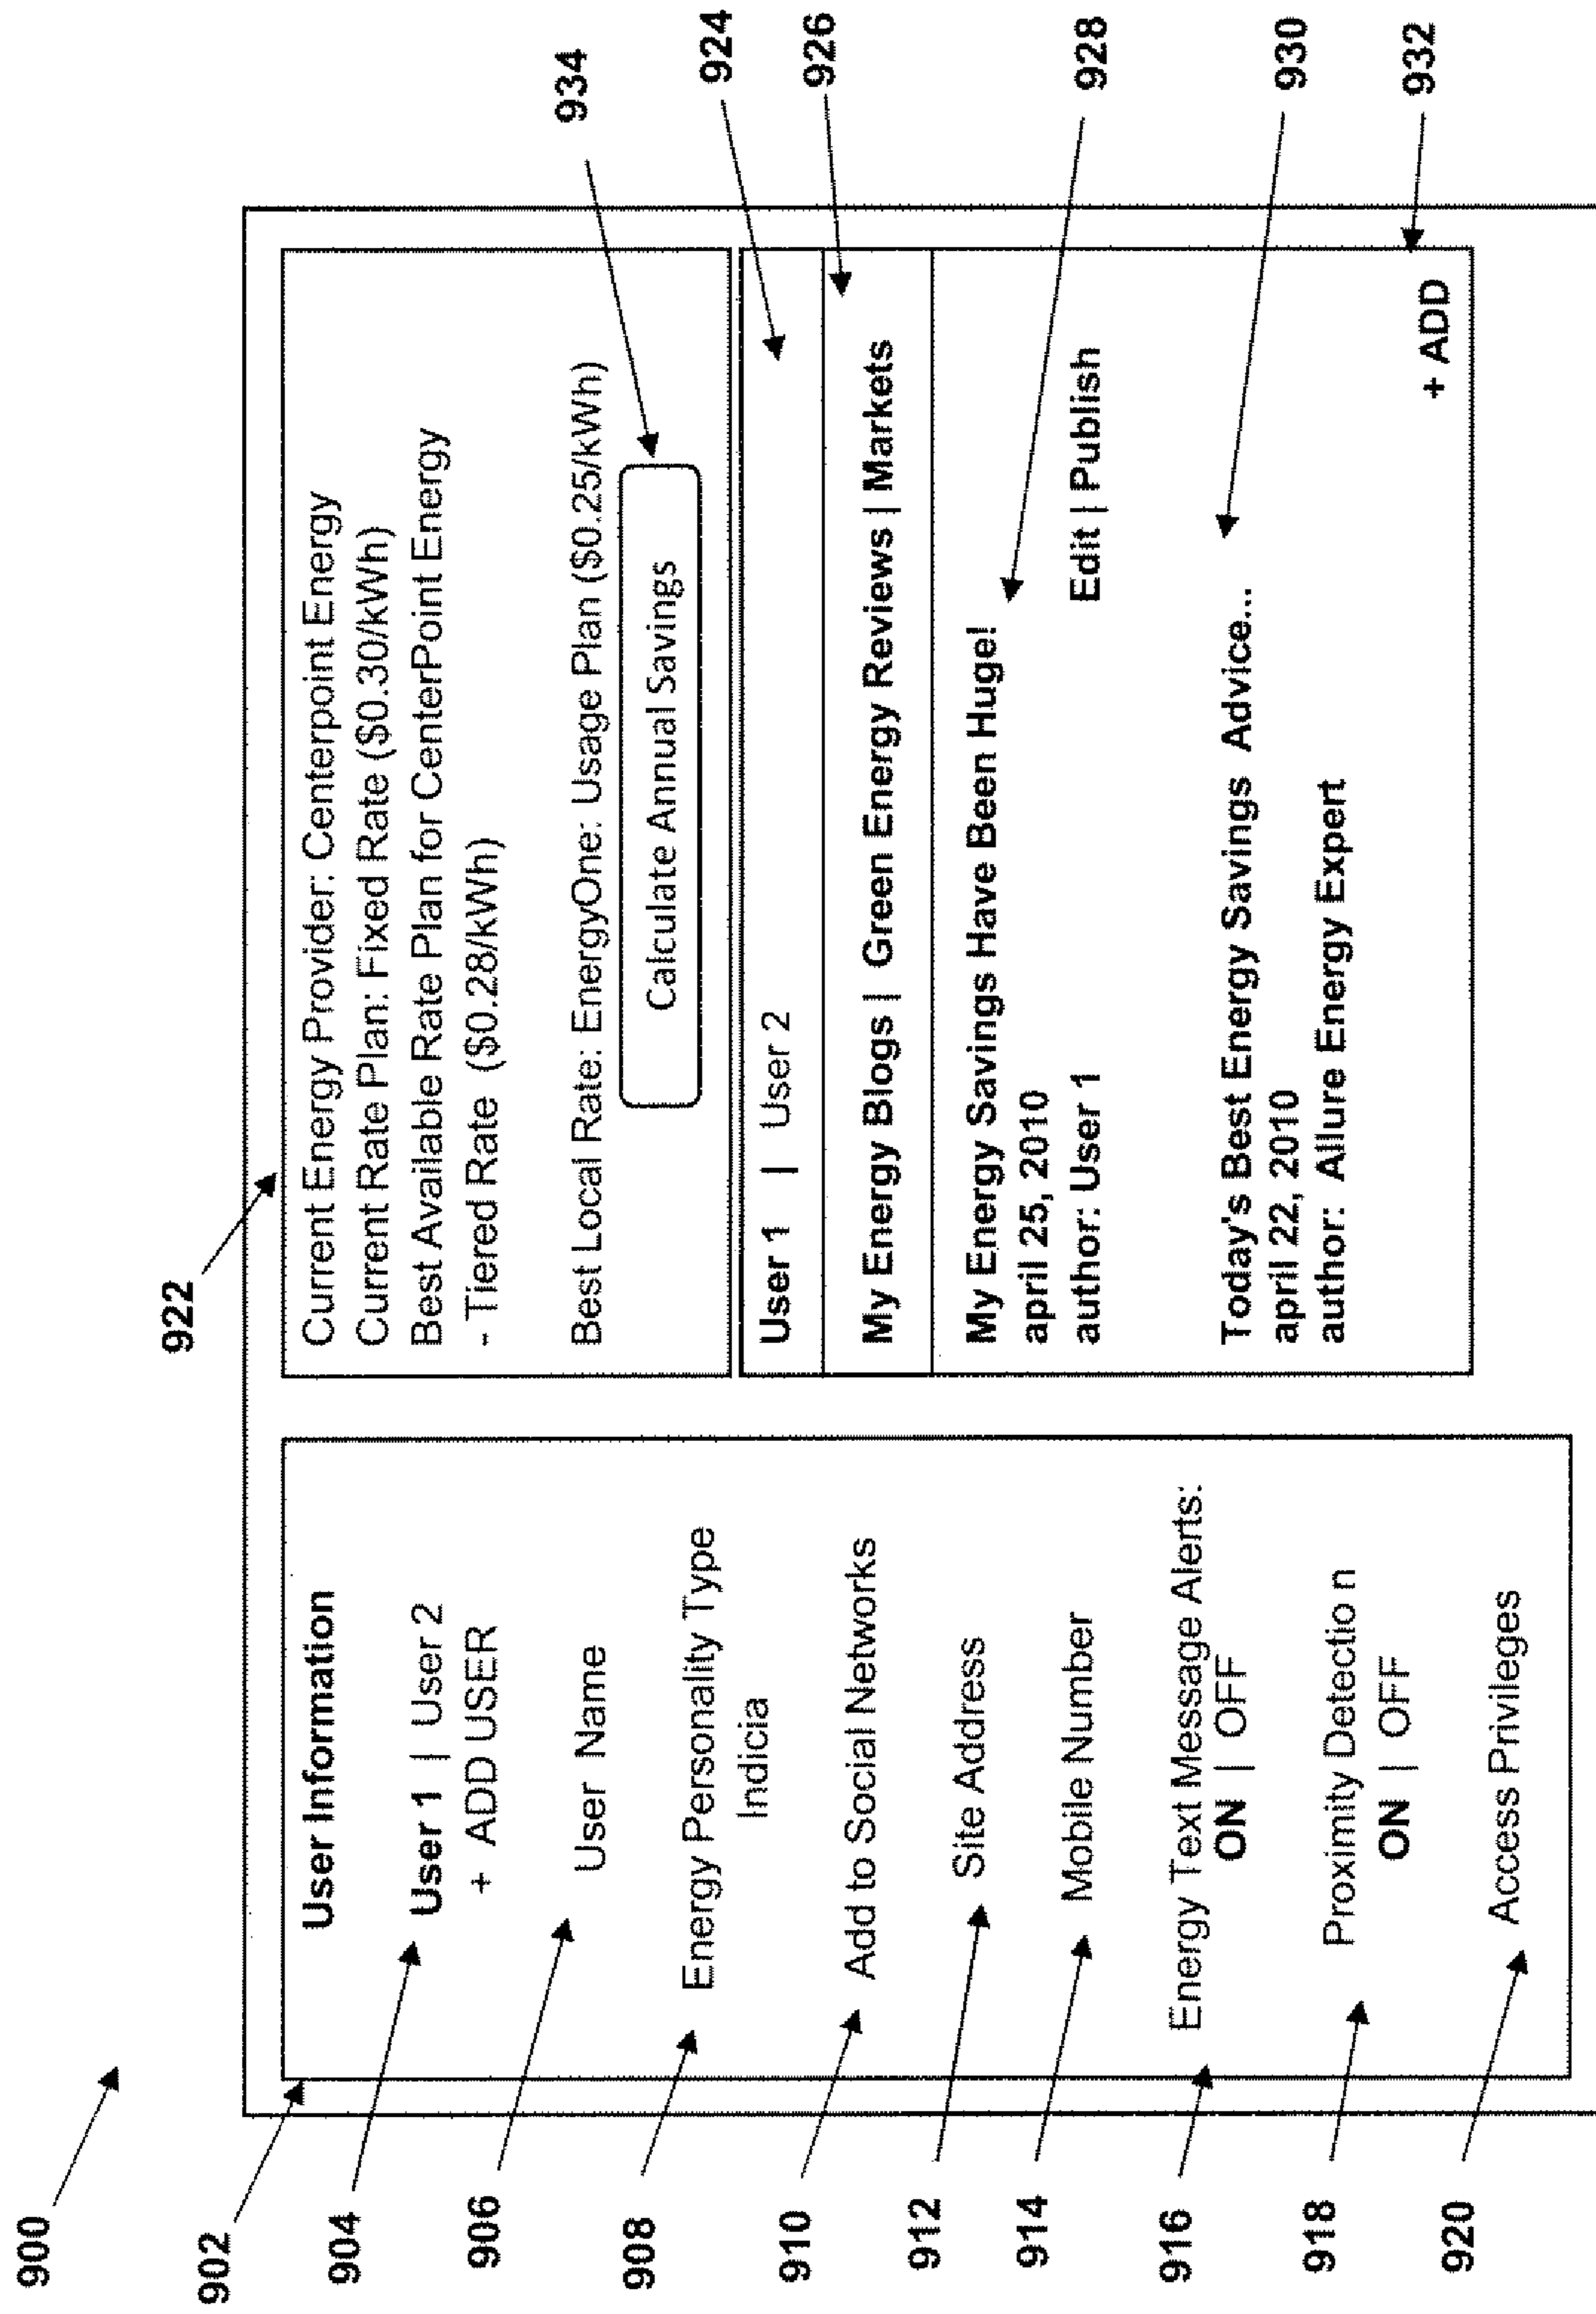 900
902
904
906
908
910
912
914
916
918
920
User Information
User 1 | User 2
+ ADD USER
User Name
Energy Personality Type
Indicia
Add to Social Networks
Site Address
Mobile Number
Energy Text Message Alerts:
ON | OFF
Proximity Detectio n
ON | OFF
Access Privileges
922
Current Energy Provider: Centerpoint Energy
Current Rate Plan: Fixed Rate ($0.30/kWh)
Best Available Rate Plan for CenterPoint Energy
- Tiered Rate ($0.28/kWh)
Best Local Rate: EnergyOne: Usage Plan ($0.25/kWh)
Calculate Annual Savings
User 1 | User 2
My Energy Blogs | Green Energy Reviews | Markets
My Energy Savings Have Been Huge!
april 25, 2010
author: User 1 Edit | Publish
Today's Best Energy Savings Advice...
april 22, 2010
author: Allure Energy Expert
+ ADD
934
924
926
928
930
932